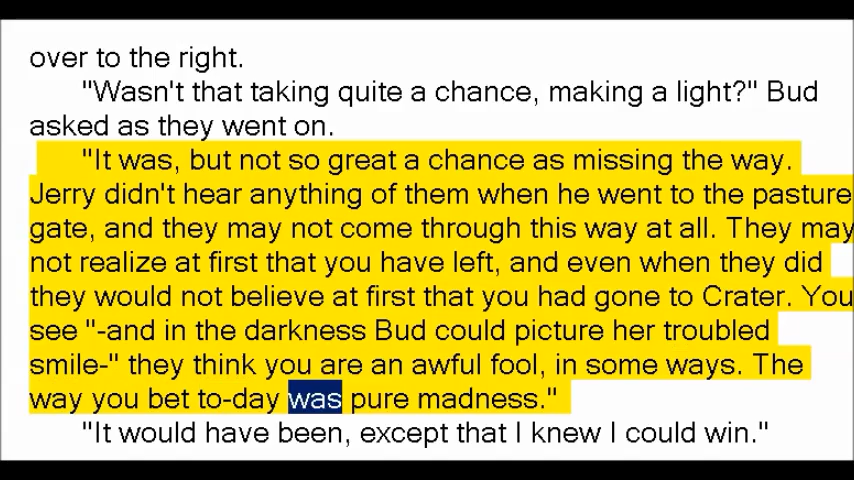 over to the right.
"Wasn't that taking quite a chance, making a light?" Bud
asked as they went on.
"It was, but not so great a chance as missing the way.
Jerry didn't hear anything of them when he went to the pasture
gate, and they may not come through this way at all. They may
not realize at first that you have left, and even when they did
they would not believe at first that you had gone to Crater. You
see "-and in the darkness Bud could picture her troubled
smile-" they think you are an awful fool, in some ways. The
way you bet to-day was pure madness."
"It would have been, except that I knew I could win."